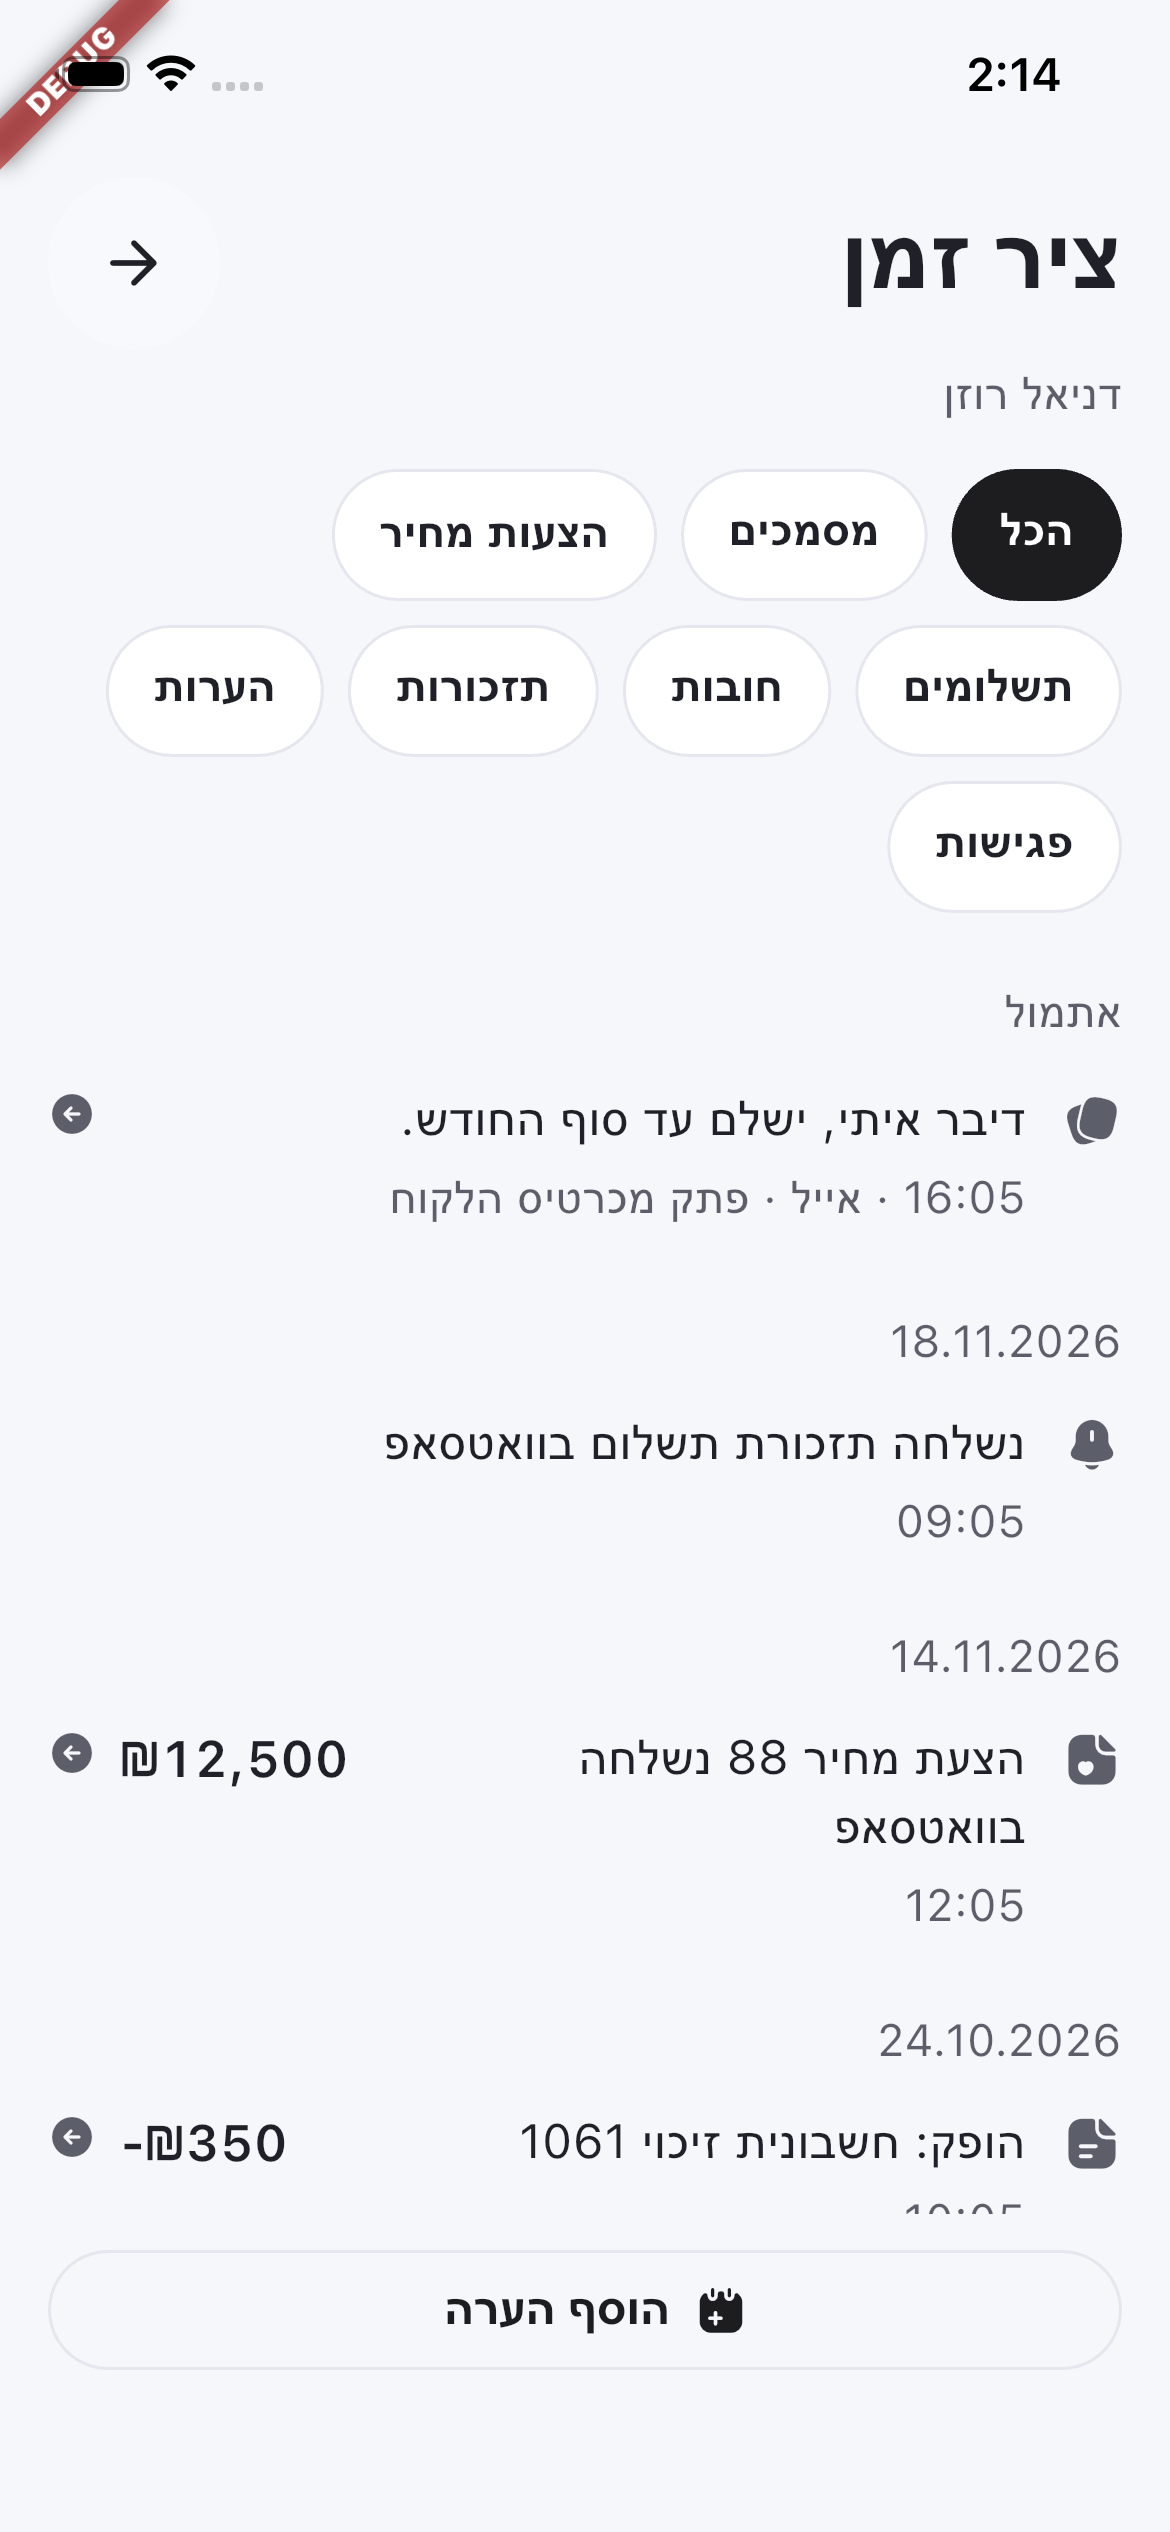 2:14
DEBUG
ציר זמן
דניאל רוזן
הכל
מסמכים
הצעות מחיר
תשלומים
חובות
תזכורות
הערות
פגישות
אתמול
דיבר איתי, ישלם עד סוף החודש.
16:05 · אייל · פתק מכרטיס הלקוח
18.11.2026
נשלחה תזכורת תשלום בוואטסאפ
09:05
14.11.2026
הצעת מחיר 88 נשלחה
בוואטסאפ
₪12,500
12:05
24.10.2026
הופק: חשבונית זיכוי 1061
-₪350
הוסף הערה